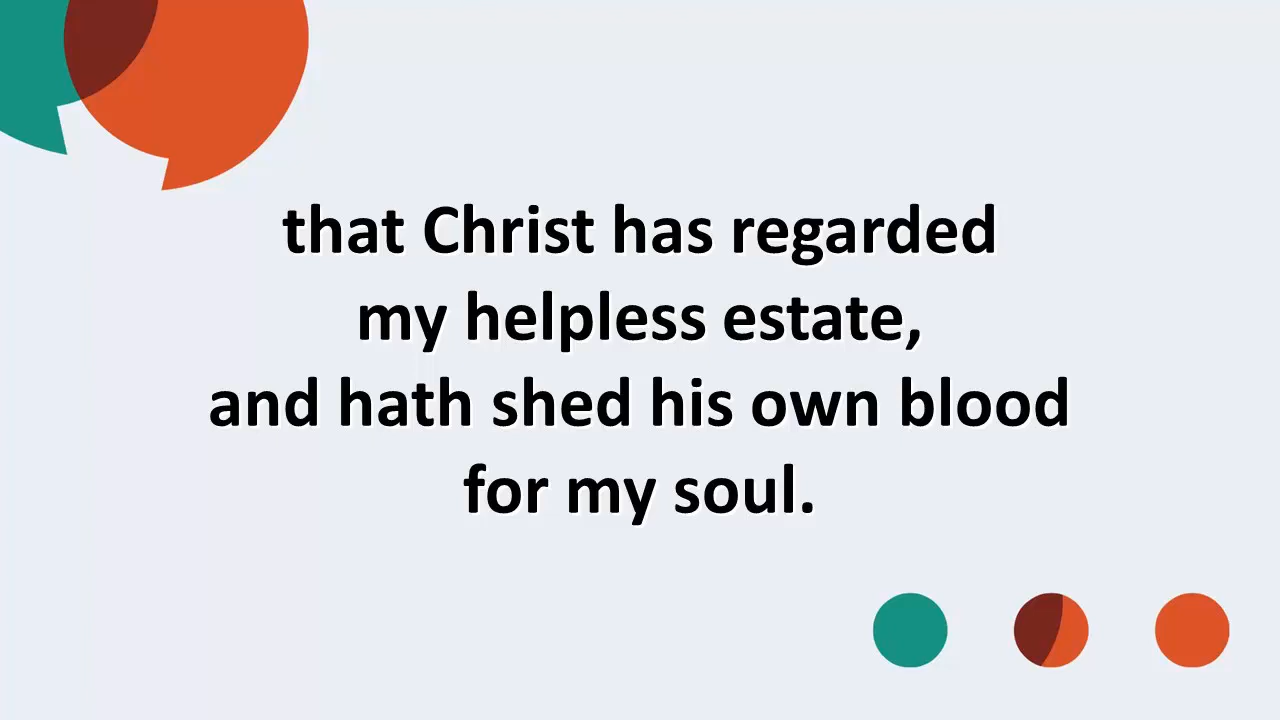 that Christ has regarded
my helpless estate,
and hath shed his own blood
for my soul.